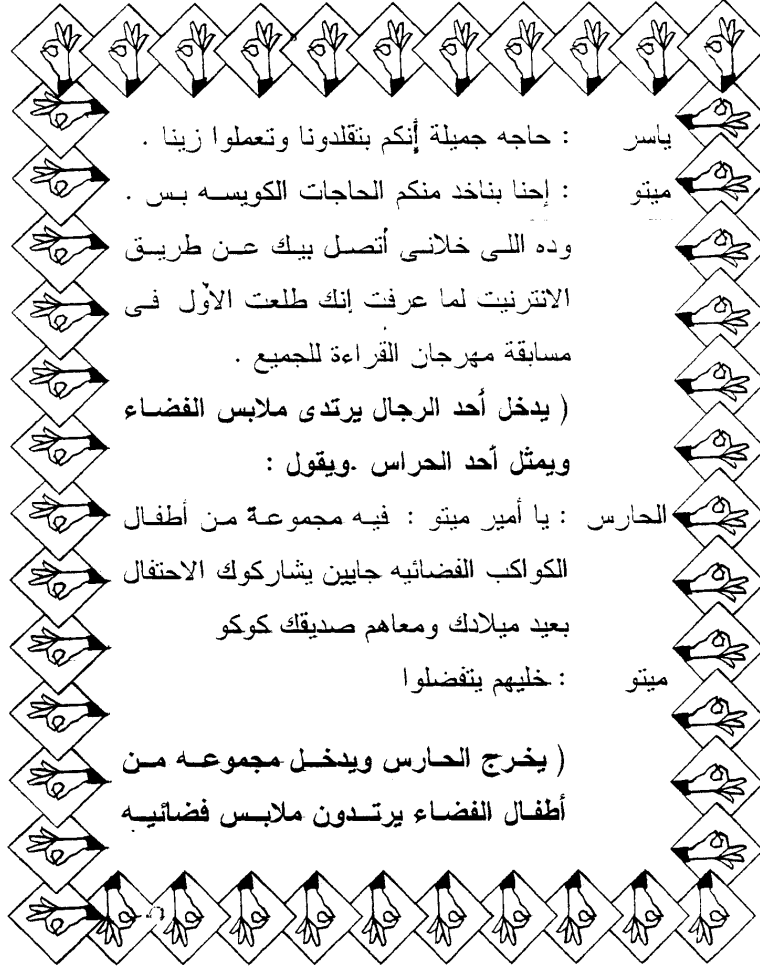 ياسر : حاجه جميلة إنكم بتقلدونا وتعملوا زينا .
ميتو : إحنا بناخد منكم الحاجات الكويسه بس .
وده اللى خلانى أتصل بيك عن طريق
الانترنيت لما عرفت إنك طلعت الأول فى
مسابقة مهرجان القراءة للجميع .
( يدخل أحد الرجال يرتدى ملابس الفضاء
ويمثل أحد الحراس .ويقول :
الحارس : يا أمير ميتو : فيه مجموعة من أطفال
الكواكب الفضائيه جايين يشاركوك الاحتفال
بعيد ميلادك ومعاهم صديقك كوكو
ميتو : خليهم يتفضلوا
( يخرج الحارس ويدخل مجموعه من
أطفال الفضاء يرتدون ملابس فضائيه